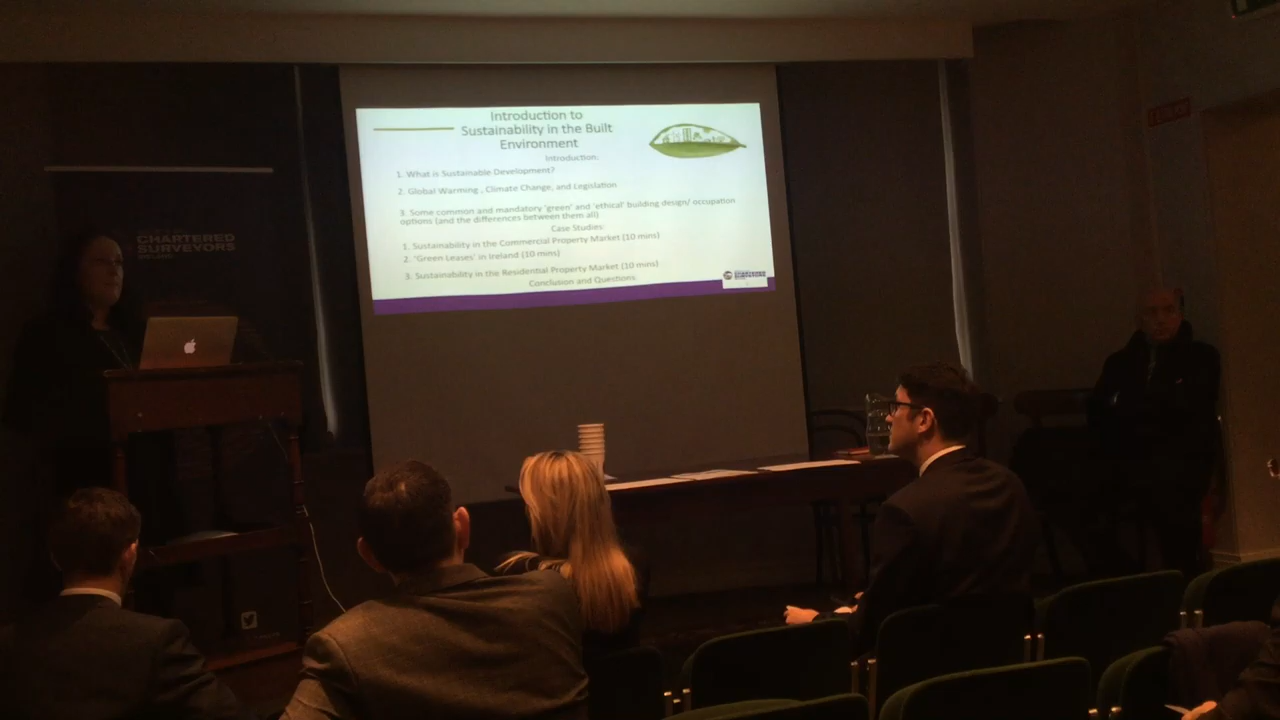 Introduction to
Sustainability in the Built
Environment
Introduction:
1. What is Sustainable Development?
2. Global Warming , Climate Change, and Legislation
3. Some common and mandatory 'green' and 'ethical' building design/ occupation
options (and the differences between them all)
Case Studies:
1. Sustainability in the Commercial Property Market (10 mins)
2. 'Green Leases' in Ireland (10 mins)
3. Sustainability in the Residential Property Market (10 mins)
Conclusion and Questions
CHARTERED
SURVEYORS